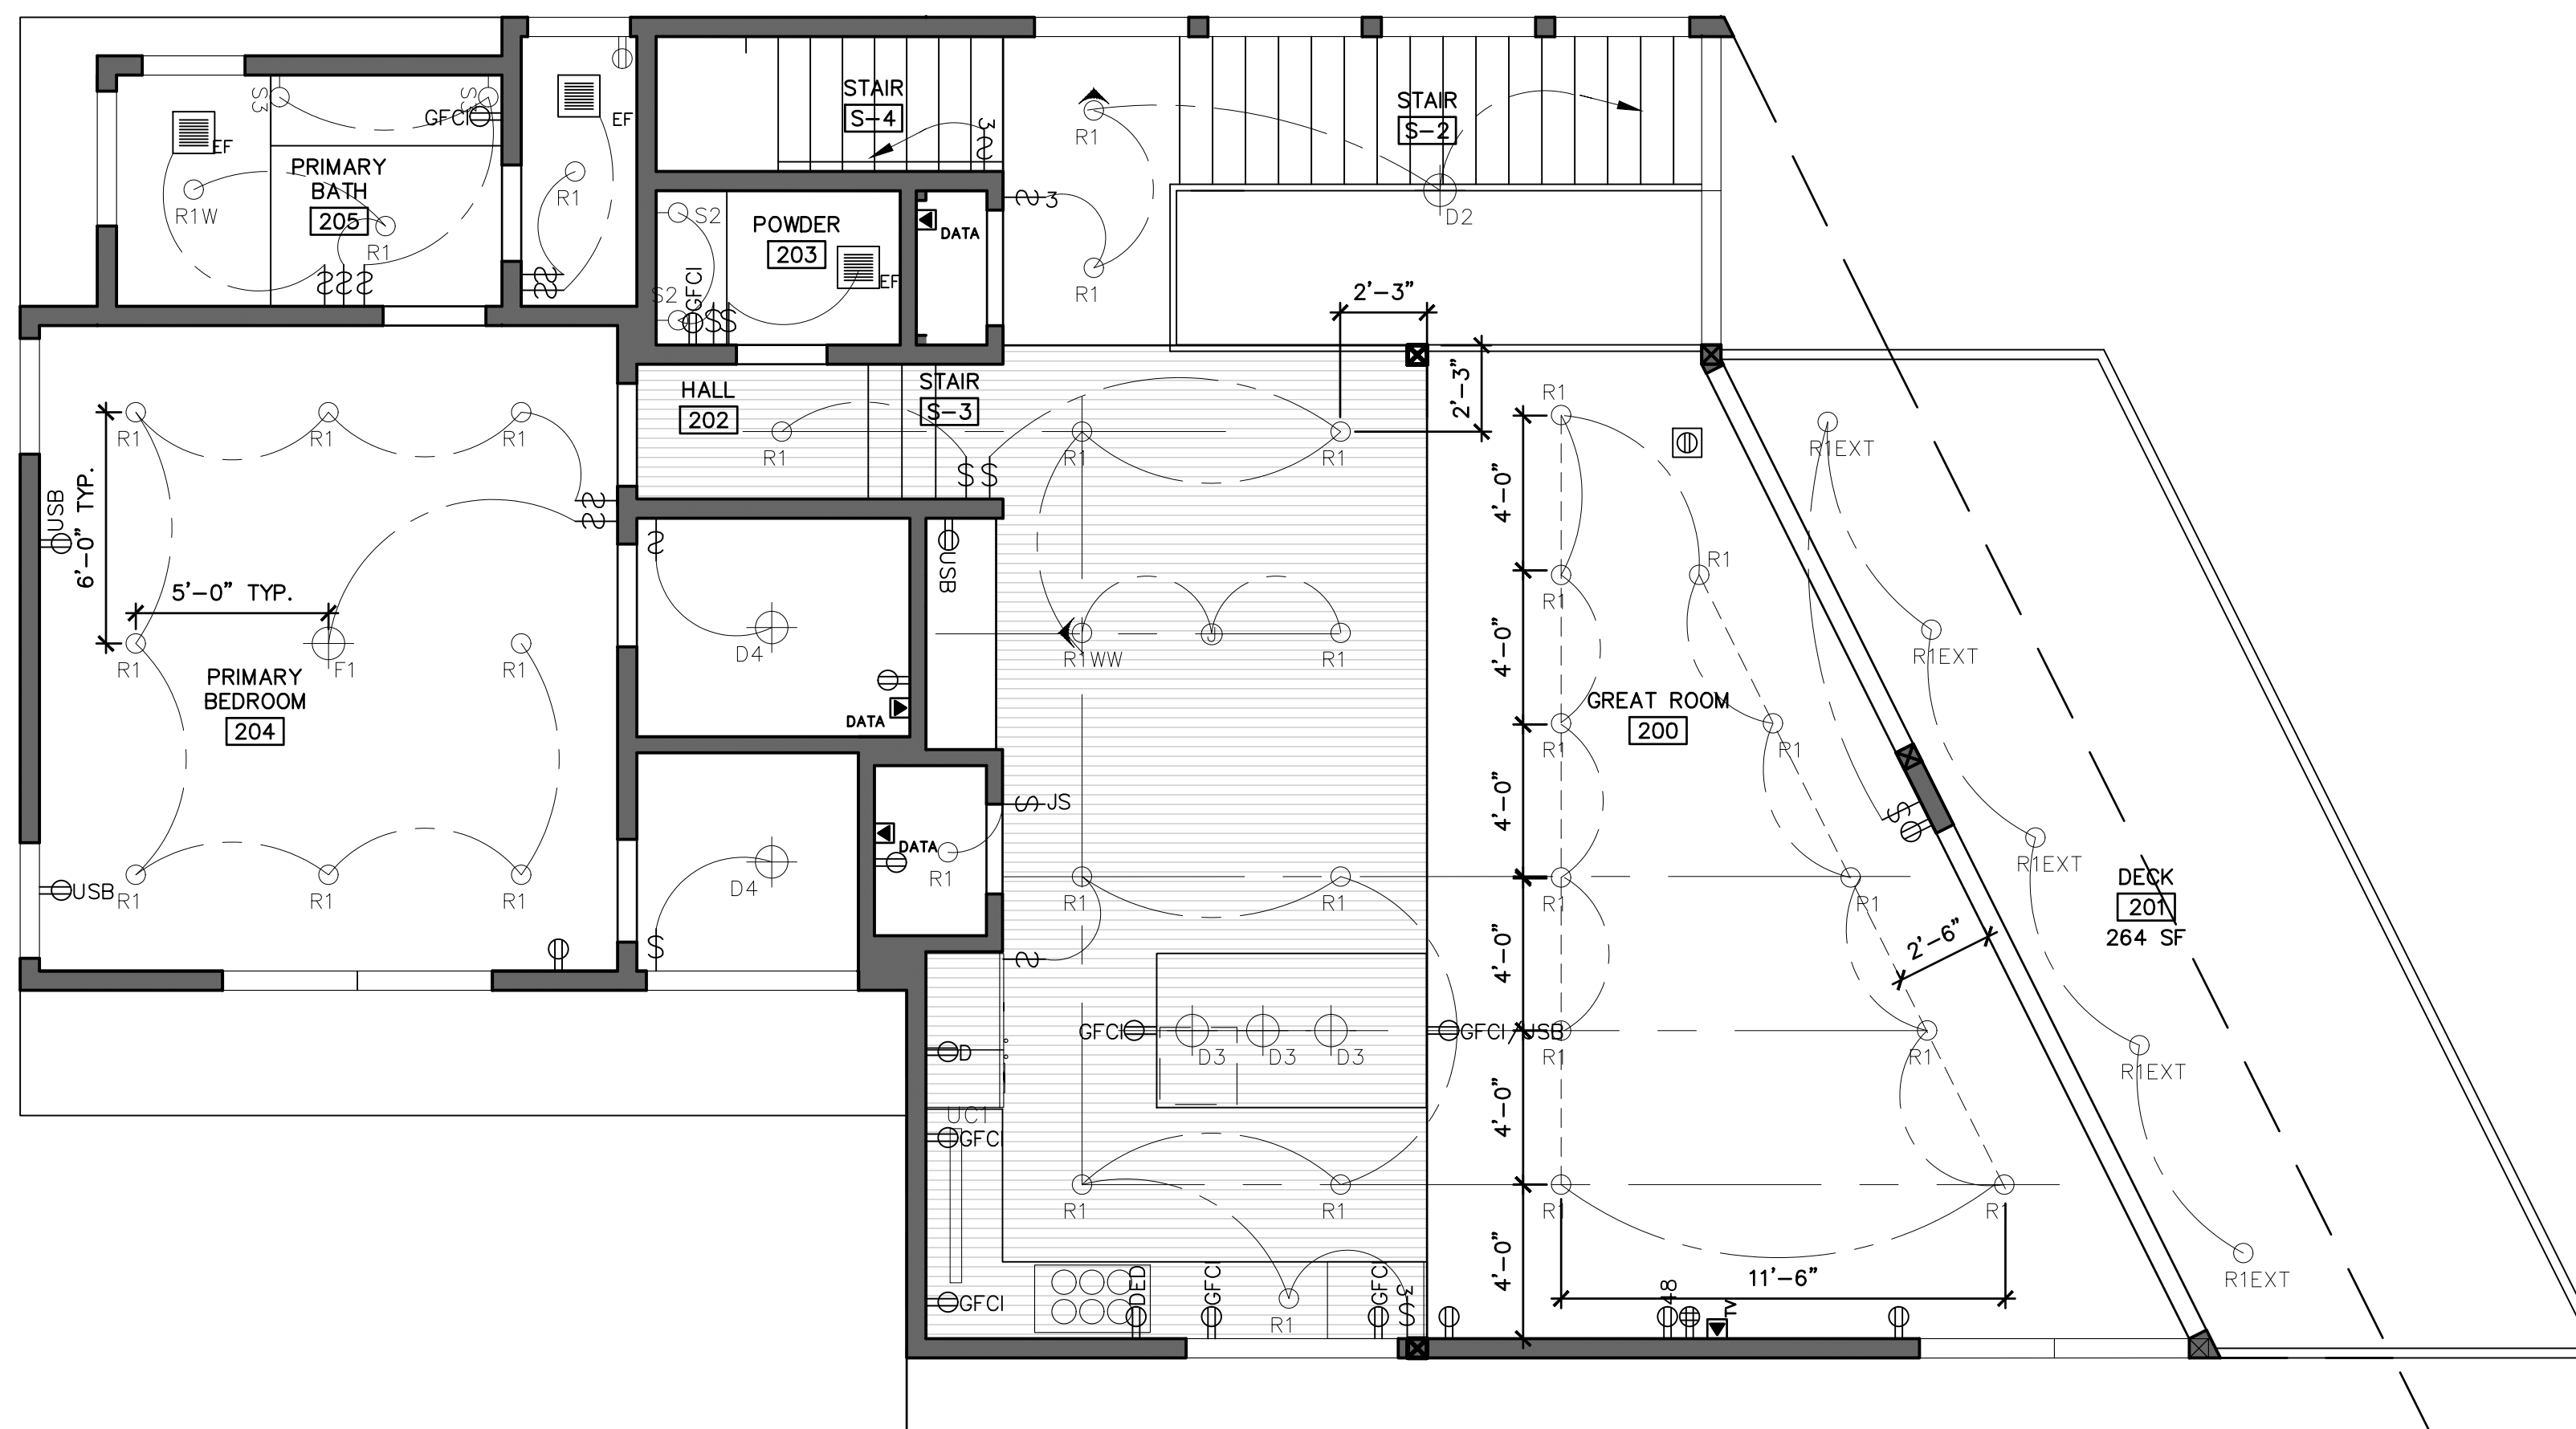 STAIR
S-4
STAIR
S-2
S3
S3
GFCI
EF
EF
PRIMARY
BATH
205
R1W
R1
R1
R1
3
3
S2
S2
GFCI
POWDER
203
EF
DATA
R1
D2
2'-3"
2'-3"
HALL
202
STAIR
S-3
R1
R1
R1
R1
R1
R1
USB
6'-0" TYP.
5'-0" TYP.
R1
F1
R1
PRIMARY
BEDROOM
204
USB
R1
R1
R1
D4
DATA
D4
USB
R1WW
J
R1
JS
DATA
R1
R1
R1
GFCI
D3
D3
D3
GFCI/USB
D
UC1
GFCI
GFCI
R1
R1
DED
GFCI
R1
GFCI
3
R1
R1
R1
R1
R1
R1
4'-0"
4'-0"
4'-0"
4'-0"
4'-0"
4'-0"
R1
R1
R1
R1
R1
GREAT ROOM
200
2'-6"
11'-6"
48
TV
R1EXT
R1EXT
R1EXT
R1EXT
R1EXT
DECK
201
264 SF